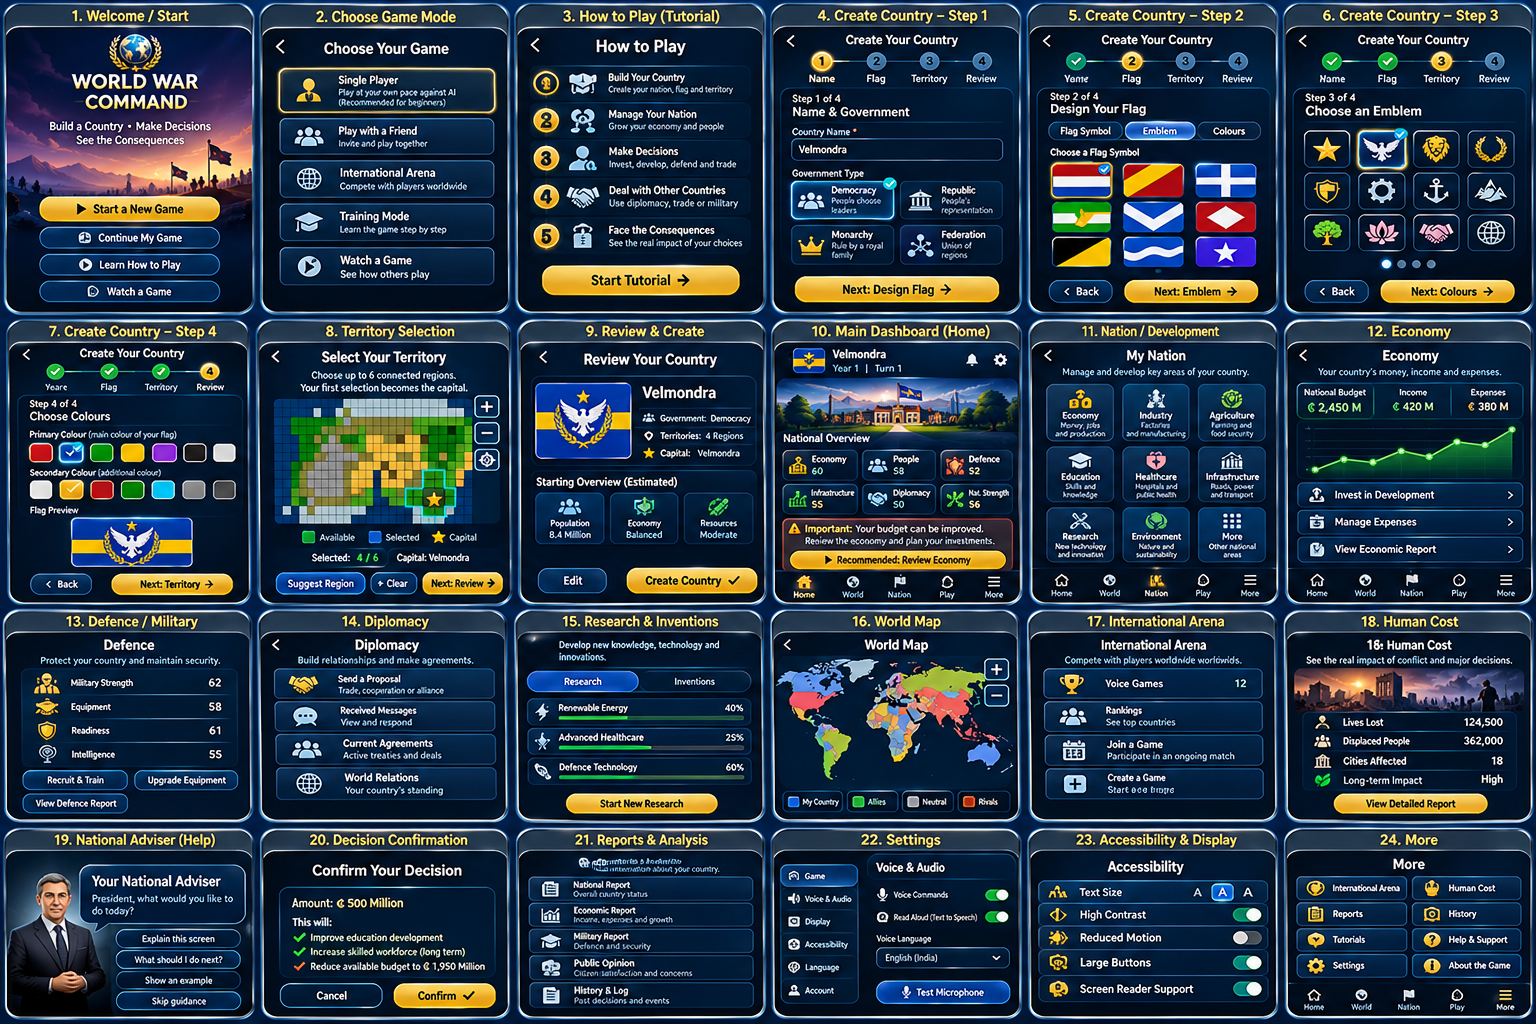 1. Welcome / Start
WORLD WAR
COMMAND
Build a Country • Make Decisions
See the Consequences
Start a New Game
Continue My Game
Learn How to Play
Watch a Game
2. Choose Game Mode
Choose Your Game
Single Player
Play at your own pace against AI
(Recommended for beginners)
Play with a Friend
Invite and play together
International Arena
Compete with players worldwide
Training Mode
Learn the game step by step
Watch a Game
See how others play
3. How to Play (Tutorial)
How to Play
1
Build Your Country
Create your nation, flag and territory
2
Manage Your Nation
Grow your economy and people
3
Make Decisions
Invest, develop, defend and trade
4
Deal with Other Countries
Use diplomacy, trade or military
5
Face the Consequences
See the real impact of your choices
Start Tutorial →
4. Create Country – Step 1
Create Your Country
1 2 3 4
Name Flag Territory Review
Step 1 of 4
Name & Government
Country Name *
Velmondra
Government Type
Democracy
People choose
leaders
Republic
People's
representation
Monarchy
Rule by a royal
family
Federation
Union of
regions
Next: Design Flag →
5. Create Country – Step 2
Create Your Country
2 3 4
Yame Flag Territory Review
Step 2 of 4
Design Your Flag
Flag Symbol Emblem Colours
Choose a Flag Symbol
< Back
Next: Emblem →
6. Create Country – Step 3
Create Your Country
3 4
Name Flag Territory Review
Step 3 of 4
Choose an Emblem
< Back
Next: Colours →
7. Create Country – Step 4
Create Your Country
4
Yeare Flag Territory Review
Step 4 of 4
Choose Colours
Primary Colour (main colour of your flag)
Secondary Colour (additional colour)
Flag Preview
< Back
Next: Territory →
8. Territory Selection
Select Your Territory
Choose up to 6 connected regions.
Your first selection becomes the capital.
Available Selected Capital
Selected: 4 / 6 Capital: Velmondra
Suggest Region
+ Clear
Next: Review →
9. Review & Create
Review Your Country
Velmondra
Government: Democracy
Territories: 4 Regions
Capital: Velmondra
Starting Overview (Estimated)
Population
8.4 Million
Economy
Balanced
Resources
Moderate
Edit
Create Country
10. Main Dashboard (Home)
Velmondra
Year 1 | Turn 1
National Overview
Economy
60
People
58
Defence
52
Infrastructure
55
Diplomacy
50
Nat. Strength
56
Important: Your budget can be improved.
Review the economy and plan your investments.
Recommended: Review Economy
Home World Nation Play More
11. Nation / Development
My Nation
Manage and develop key areas of your country.
Economy
Money, jobs
and production
Industry
Factories
and manufacturing
Agriculture
Farming and
food security
Education
Skills and
knowledge
Healthcare
Hospitals and
public health
Infrastructure
Roads, power
and transport
Research
New technology
and innovation
Environment
Nature and
sustainability
More
Other national
areas
Home World Nation Play More
12. Economy
Economy
Your country's money, income and expenses.
National Budget
₢ 2,450 M
Income
₢ 420 M
Expenses
₢ 380 M
Invest in Development
Manage Expenses
View Economic Report
Home World Nation Play More
13. Defence / Military
Defence
Protect your country and maintain security.
Military Strength 62
Equipment 58
Readiness 61
Intelligence 55
Recruit & Train
Upgrade Equipment
View Defence Report
14. Diplomacy
Diplomacy
Build relationships and make agreements.
Send a Proposal
Trade, cooperation or alliance
Received Messages
View and respond
Current Agreements
Active treaties and deals
World Relations
Your country's standing
15. Research & Inventions
Develop new knowledge, technology and
innovations.
Research Inventions
Renewable Energy 40%
Advanced Healthcare 25%
Defence Technology 60%
Start New Research
16. World Map
World Map
My Country Allies Neutral Rivals
17. International Arena
International Arena
Compete with players worldwide worldwids.
Voice Games 12
Rankings
See top countries
Join a Game
Participate in an ongoing match
Create a Game
18. Human Cost
18: Human Cost
See the real impact of conflict and major decisions.
Lives Lost 124,500
Displaced People 362,000
Cities Affected 18
Long-term Impact High
View Detailed Report
19. National Adviser (Help)
Your National Adviser
President, what would you like to
do today?
Explain this screen
What should I do next?
Show an example
Skip guidance
20. Decision Confirmation
Confirm Your Decision
Amount: ₢ 500 Million
This will:
Improve education development
Increase skilled workforce (long term)
Reduce available budget to ₢ 1,950 Million
Cancel
Confirm
21. Reports & Analysis
about your country.
National Report
Overall country status
Economic Report
Income, expenses and growth
Military Report
Defence and security
Public Opinion
Citizen satisfaction and concerns
History & Log
Past decisions and events
22. Settings
Game
Voice & Audio
Display
Accessibility
Language
Account
Voice & Audio
Voice Commands
Read Aloud (Text to Speech)
Voice Language
English (India)
Test Microphone
23. Accessibility & Display
Accessibility
Text Size A A A
High Contrast
Reduced Motion
Large Buttons
Screen Reader Support
24. More
More
International Arena
Human Cost
Reports
History
Tutorials
Help & Support
Settings
About the Game
Home World Nation Play More